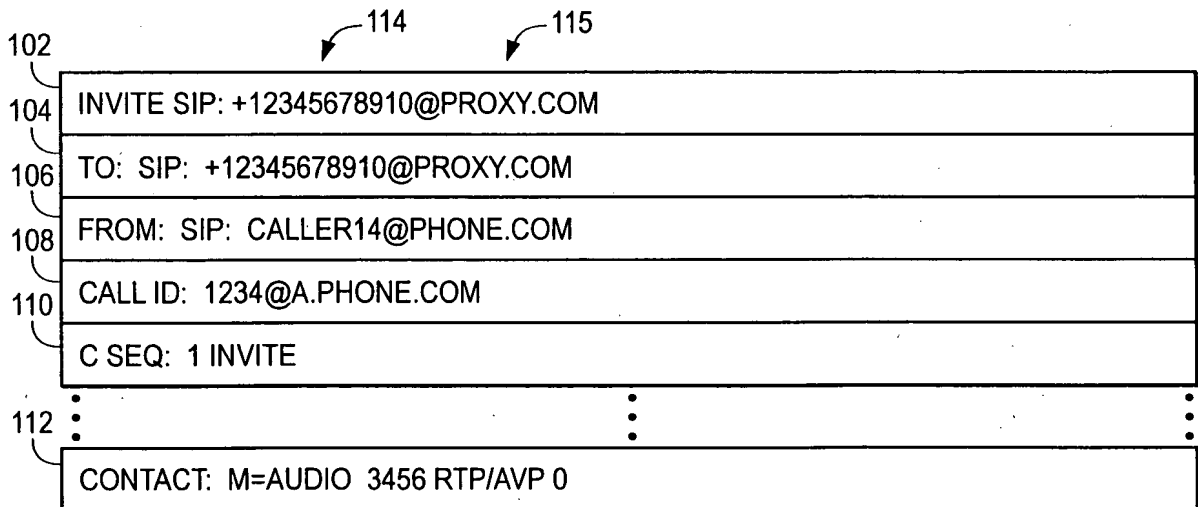 114 115
102
INVITE SIP: +12345678910@PROXY.COM
104
TO: SIP: +12345678910@PROXY.COM
106
FROM: SIP: CALLER14@PHONE.COM
108
CALL ID: 1234@A.PHONE.COM
110
C SEQ: 1 INVITE
112
CONTACT: M=AUDIO 3456 RTP/AVP 0